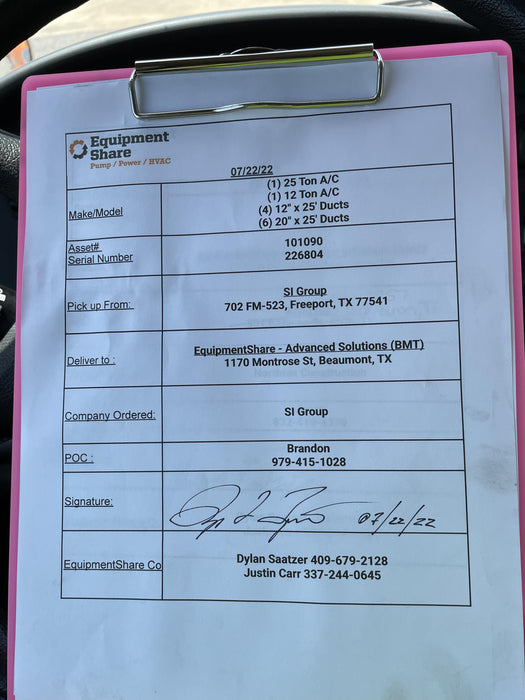 Equipment
Share
Pump / Power / HVAC
07/22/22
Make/Model
(1) 25 Ton A/C
(1) 12 Ton A/C
(4) 12" x 25' Ducts
(6) 20" x 25' Ducts
Asset#
Serial Number
101090
226804
Pick up From:
SI Group
702 FM-523, Freeport, TX 77541
Deliver to :
EquipmentShare - Advanced Solutions (BMT)
1170 Montrose St, Beaumont, TX
Company Ordered:
SI Group
POC :
Brandon
979-415-1028
Signature:
07/22/22
EquipmentShare Co
Dylan Saatzer 409-679-2128
Justin Carr 337-244-0645